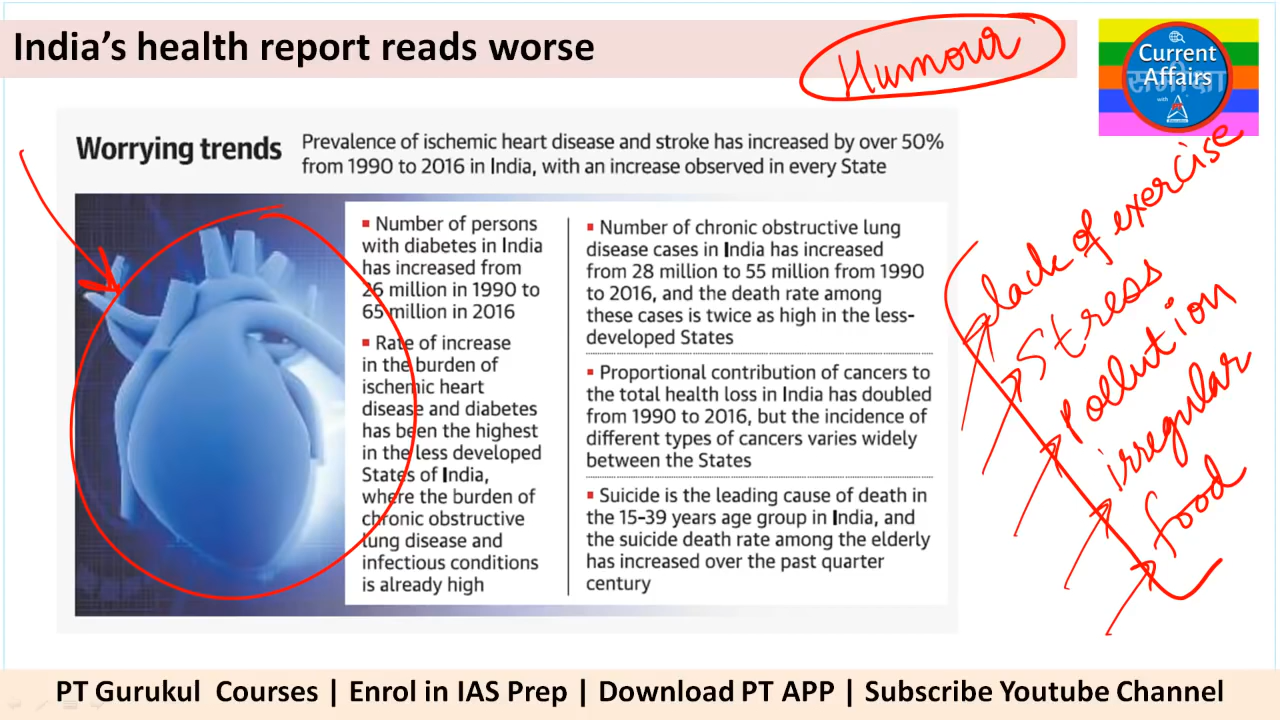 India's health report reads worse
Humour
Current
Affairs
समीक्षा
with
Worrying trends
Prevalence of ischemic heart disease and stroke has increased by over 50%
from 1990 to 2016 in India, with an increase observed in every State
▪ Number of persons
with diabetes in India
has increased from
26 million in 1990 to
65 million in 2016
▪ Rate of increase
in the burden of
ischemic heart
disease and diabetes
has been the highest
in the less developed
States of India,
where the burden of
chronic obstructive
lung disease and
infectious conditions
is already high
▪ Number of chronic obstructive lung
disease cases in India has increased
from 28 million to 55 million from 1990
to 2016, and the death rate among
these cases is twice as high in the less-
developed States
▪ Proportional contribution of cancers to
the total health loss in India has doubled
from 1990 to 2016, but the incidence of
different types of cancers varies widely
between the States
▪ Suicide is the leading cause of death in
the 15-39 years age group in India, and
the suicide death rate among the elderly
has increased over the past quarter
century
lack of exercise
Stress
Pollution
irregular
food
PT Gurukul Courses | Enrol in IAS Prep | Download PT APP | Subscribe Youtube Channel